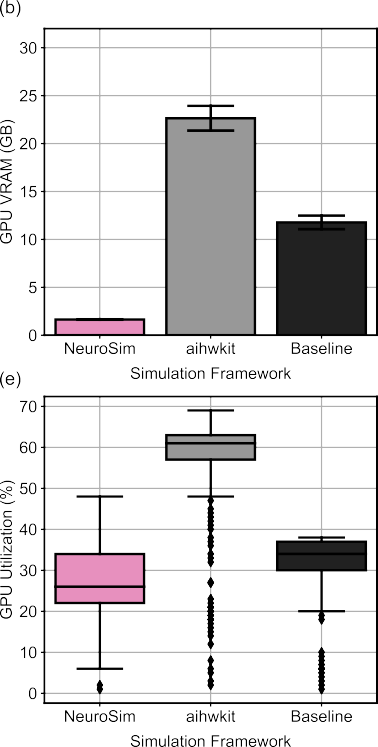 (b)
30
25
20
15
10
5
0
GPU VRAM (GB)
NeuroSim aihwkit Baseline
Simulation Framework
(e)
70
60
50
40
30
20
10
0
GPU Utilization (%)
NeuroSim aihwkit Baseline
Simulation Framework